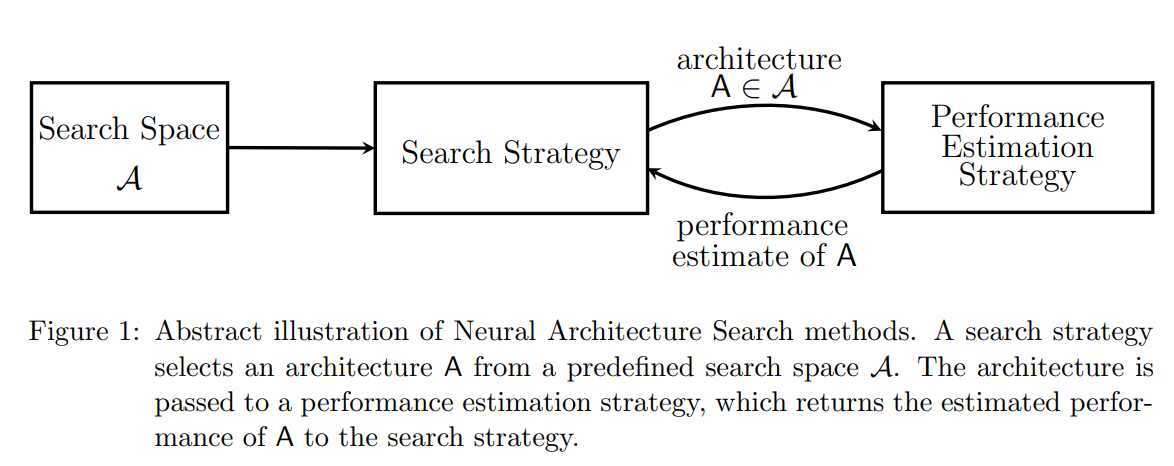 architecture
A ∈ 𝒜
Search Space
𝒜
Search Strategy
Performance
Estimation
Strategy
performance
estimate of A
Figure 1: Abstract illustration of Neural Architecture Search methods. A search strategy
selects an architecture A from a predefined search space 𝒜. The architecture is
passed to a performance estimation strategy, which returns the estimated perfor-
mance of A to the search strategy.